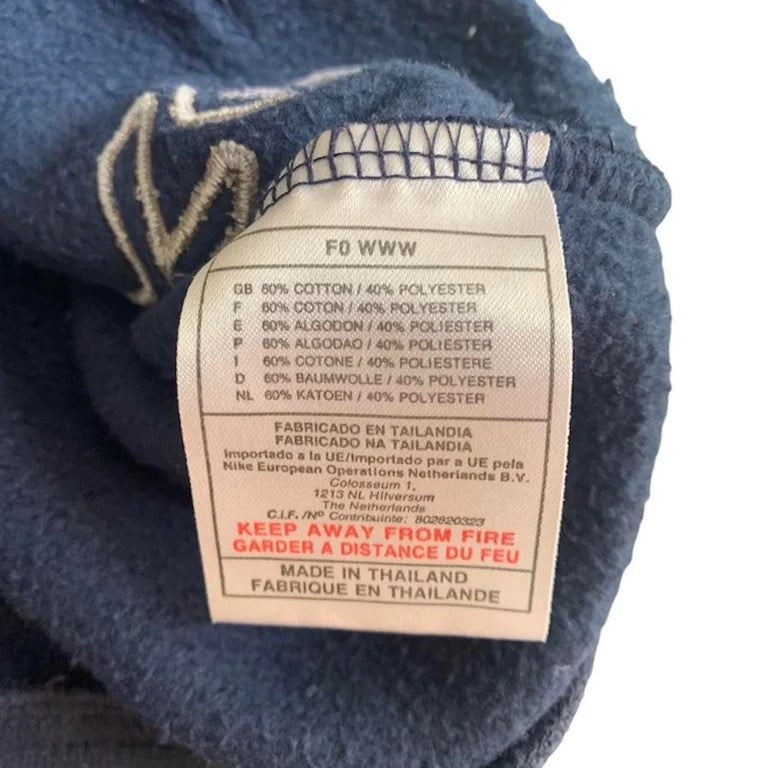 F0 WWW
GB 60% COTTON / 40% POLYESTER
F 60% COTON / 40% POLYESTER
E 60% ALGODON / 40% POLIESTER
P 60% ALGODAO / 40% POLIESTER
I 60% COTONE / 40% POLIESTERE
D 60% BAUMWOLLE / 40% POLYESTER
NL 60% KATOEN / 40% POLYESTER
FABRICADO EN TAILANDIA
FABRICADO NA TAILANDIA
Importado a la UE/Importado par a UE pela
Nike European Operations Netherlands B.V.
Colosseum 1,
1213 NL Hilversum
The Netherlands
C.I.F. /Nº Contribuinte: 802820323
KEEP AWAY FROM FIRE
GARDER A DISTANCE DU FEU
MADE IN THAILAND
FABRIQUE EN THAILANDE